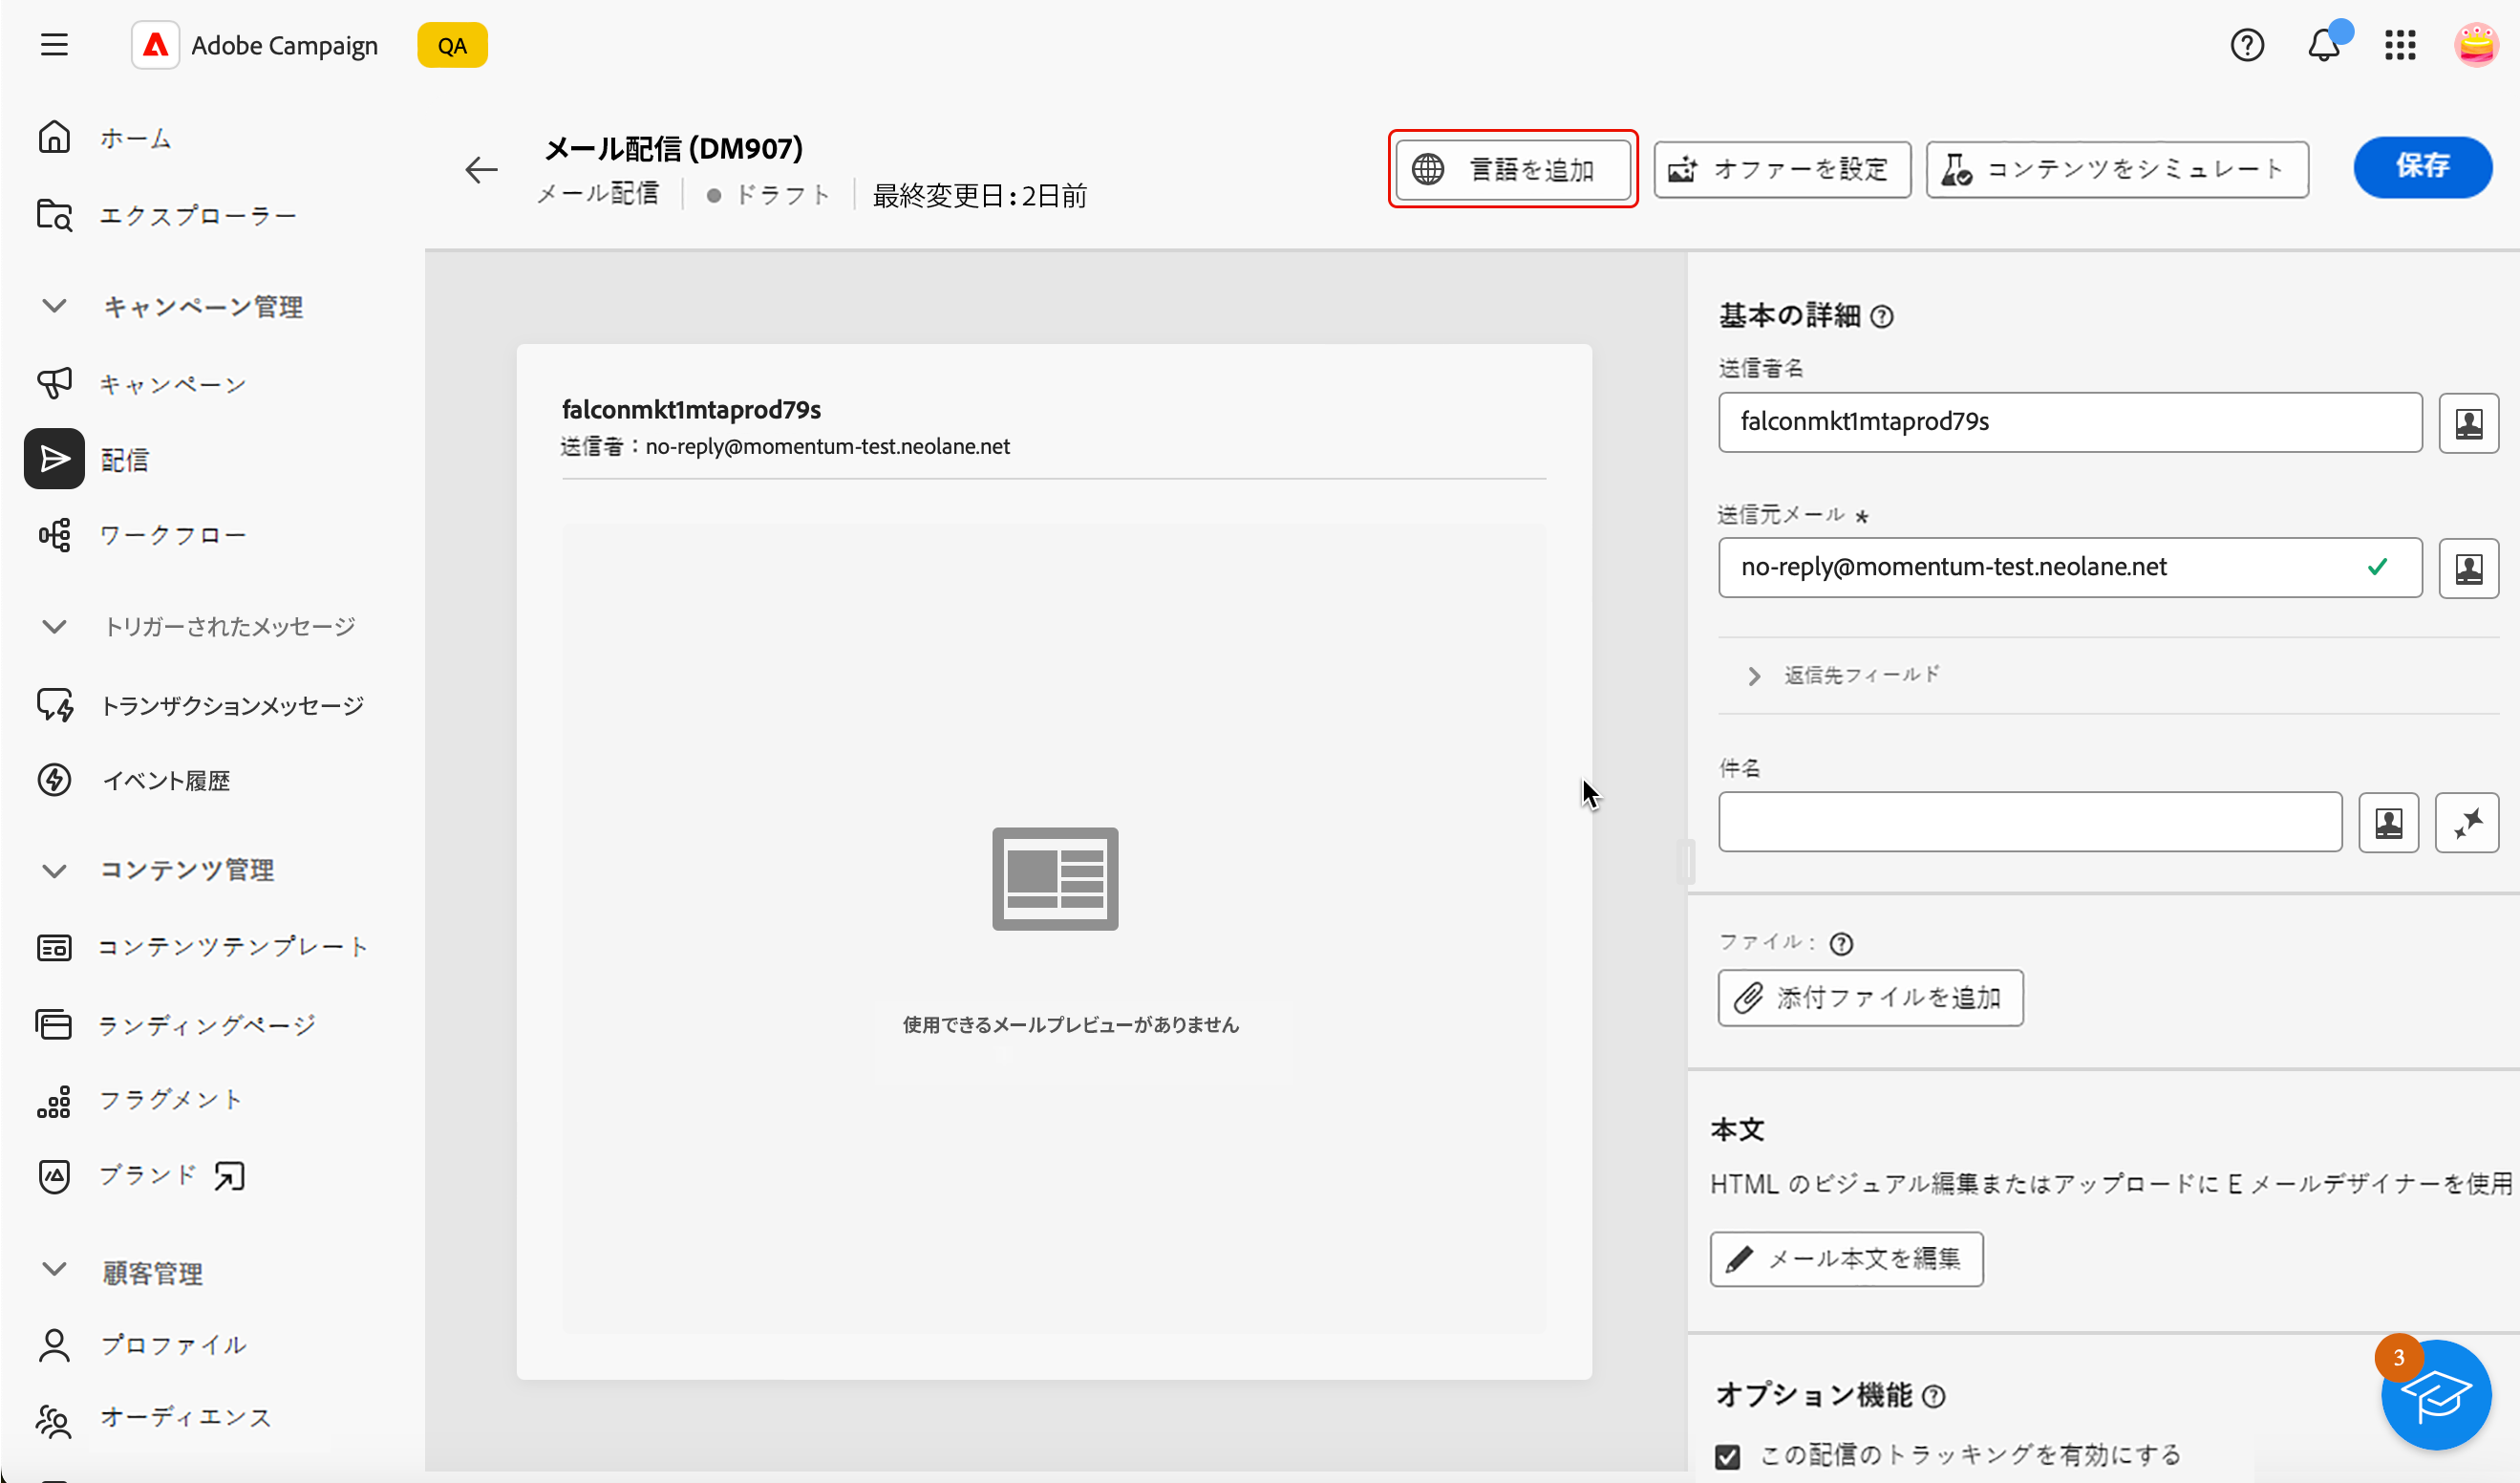 Adobe Campaign
QA
ホーム
エクスプローラー
キャンペーン管理
キャンペーン
配信
ワークフロー
トリガーされたメッセージ
トランザクションメッセージ
イベント履歴
コンテンツ管理
コンテンツテンプレート
ランディングページ
フラグメント
ブランド
顧客管理
プロファイル
オーディエンス
メール配信 (DM907)
メール配信
ドラフト
最終変更日：2日前
言語を追加
オファーを設定
コンテンツをシミュレート
保存
falconmkt1mtaprod79s
送信者：no-reply@momentum-test.neolane.net
使用できるメールプレビューがありません
基本の詳細
送信者名
falconmkt1mtaprod79s
送信元メール *
no-reply@momentum-test.neolane.net
返信先フィールド
件名
ファイル：
添付ファイルを追加
本文
HTML のビジュアル編集またはアップロードに E メールデザイナーを使用
メール本文を編集
オプション機能
この配信のトラッキングを有効にする
3